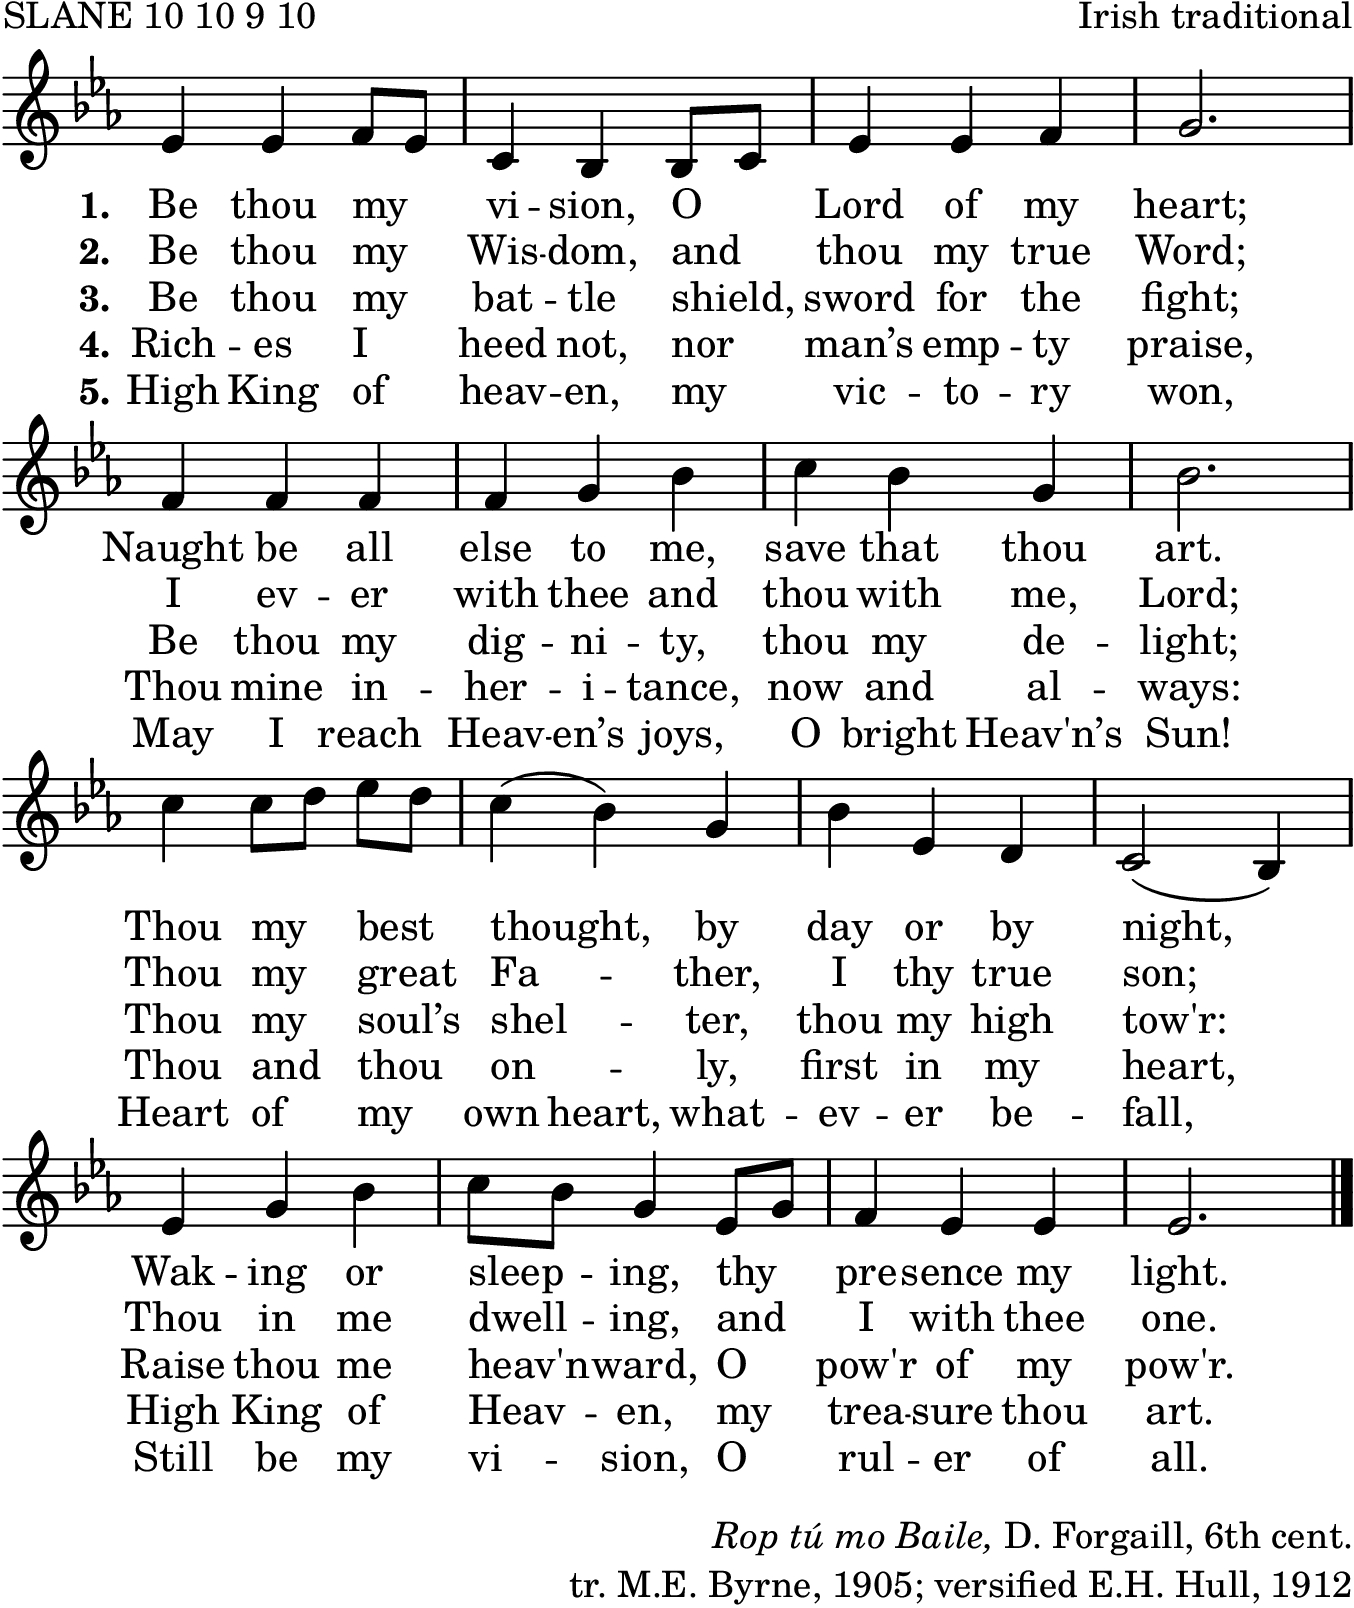 SLANE 10 10 9 10 Irish traditional
1. Be thou my vi - sion, O Lord of my heart;
2. Be thou my Wis - dom, and thou my true Word;
3. Be thou my bat - tle shield, sword for the fight;
4. Rich - es I heed not, nor man’s emp - ty praise,
5. High King of heav - en, my vic - to - ry won,
Naught be all else to me, save that thou art.
I ev - er with thee and thou with me, Lord;
Be thou my dig - ni - ty, thou my de - light;
Thou mine in - her - i - tance, now and al - ways:
May I reach Heav - en’s joys, O bright Heav'n’s Sun!
Thou my best thought, by day or by night,
Thou my great Fa - ther, I thy true son;
Thou my soul’s shel - ter, thou my high tow'r:
Thou and thou on - ly, first in my heart,
Heart of my own heart, what - ev - er be - fall,
Wak - ing or sleep - ing, thy presence my light.
Thou in me dwell - ing, and I with thee one.
Raise thou me heav'nward, O pow'r of my pow'r.
High King of Heav - en, my trea - sure thou art.
Still be my vi - sion, O rul - er of all.
Rop tú mo Baile, D. Forgaill, 6th cent.
tr. M.E. Byrne, 1905; versified E.H. Hull, 1912